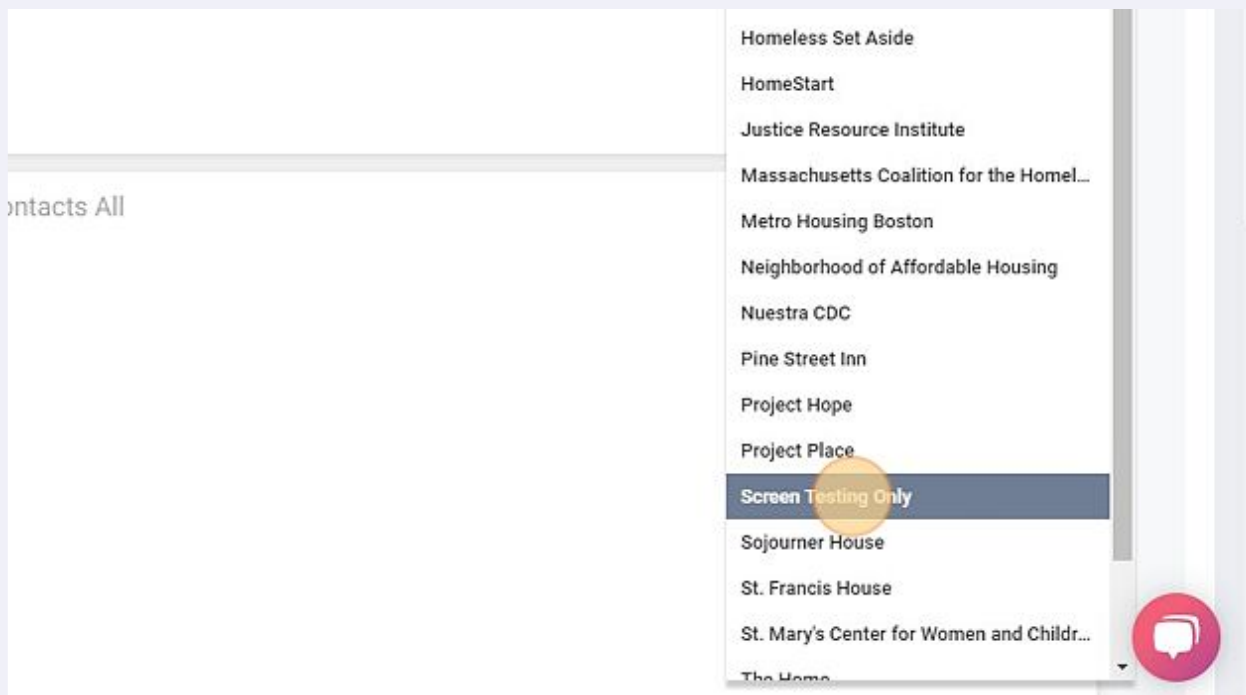 Homeless Set Aside
HomeStart
Justice Resource Institute
Massachusetts Coalition for the Homel...
ontacts All
Metro Housing Boston
Neighborhood of Affordable Housing
Nuestra CDC
Pine Street Inn
Project Hope
Project Place
Screen Testing Only
Sojourner House
St. Francis House
St. Mary's Center for Women and Childr...
The Home